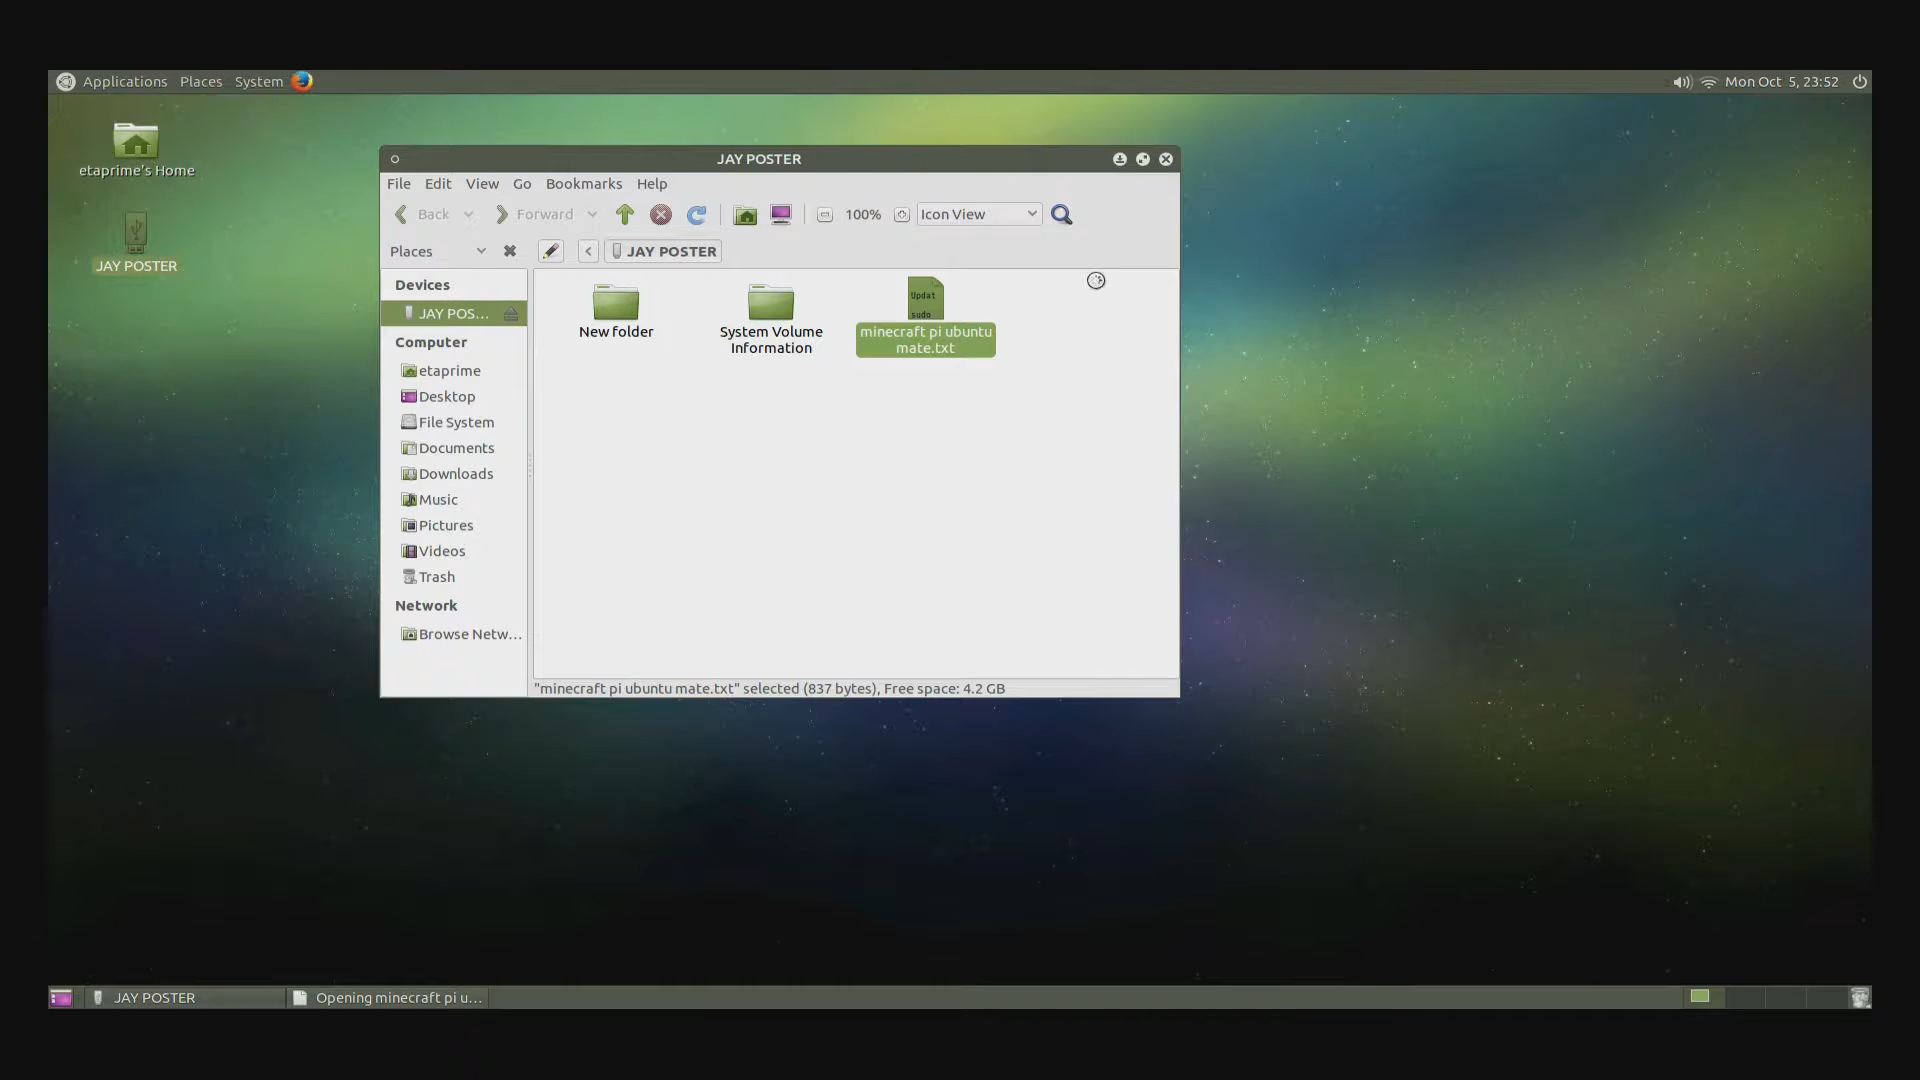 Applications Places System
Mon Oct 5, 23:52
etaprime's Home
JAY POSTER
JAY POSTER
File Edit View Go Bookmarks Help
Back
Forward
100%
Icon View
Places
JAY POSTER
Devices
JAY POS...
Computer
etaprime
Desktop
File System
Documents
Downloads
Music
Pictures
Videos
Trash
Network
Browse Netw...
New folder
System Volume
Information
Updat
sudo
minecraft pi ubuntu
mate.txt
"minecraft pi ubuntu mate.txt" selected (837 bytes), Free space: 4.2 GB
JAY POSTER
Opening minecraft pi u...